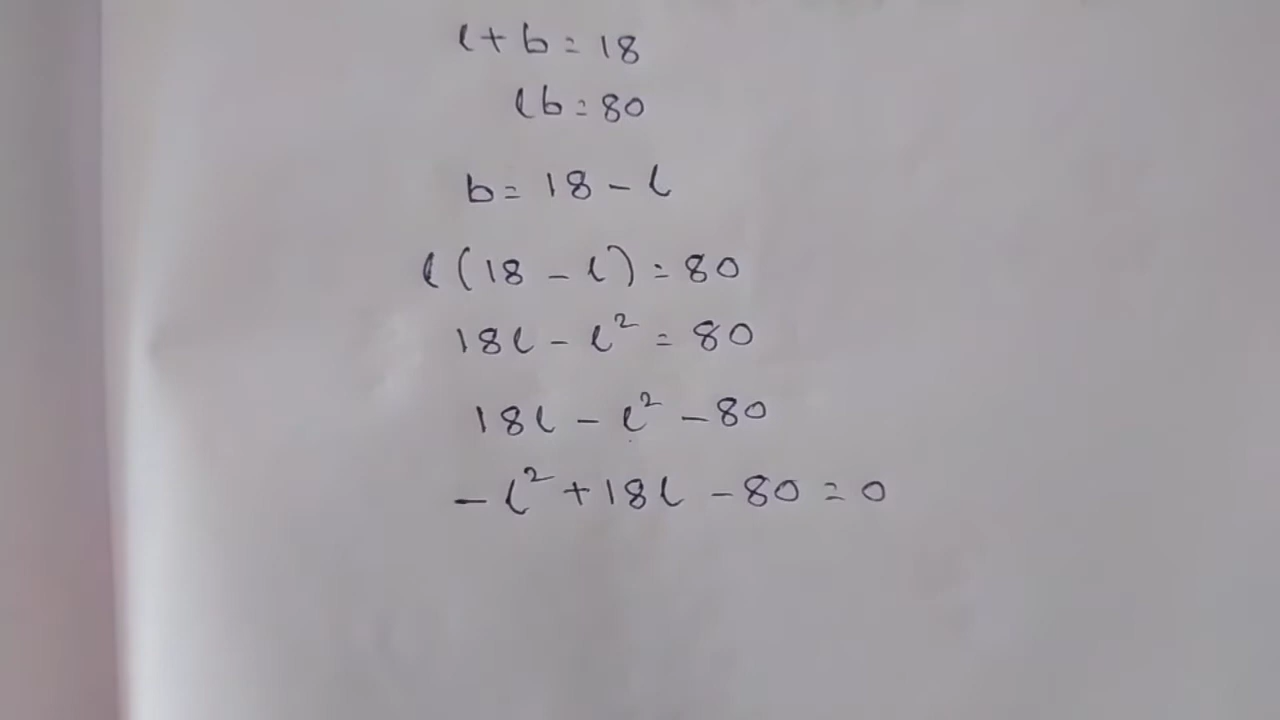 l + b = 18
lb = 80
b = 18 - l
l (18 - l) = 80
18l - l² = 80
18l - l² - 80
- l² + 18l - 80 = 0